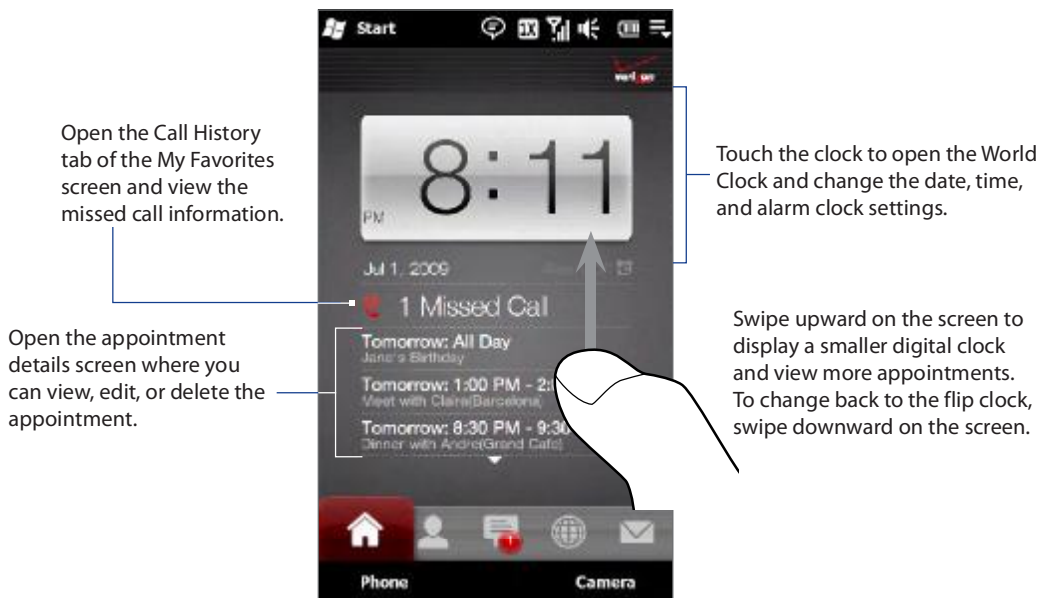 Start
verizon
Open the Call History
tab of the My Favorites
screen and view the
missed call information.
8:11
PM
Touch the clock to open the World
Clock and change the date, time,
and alarm clock settings.
Jul 1, 2009
1 Missed Call
Open the appointment
details screen where you
can view, edit, or delete the
appointment.
Tomorrow: All Day
Jane's Birthday
Tomorrow: 1:00 PM - 2:
Meet with Claire(Barcelona)
Tomorrow: 8:30 PM - 9:30
Dinner with Andre(Grand Cafe)
Swipe upward on the screen to
display a smaller digital clock
and view more appointments.
To change back to the flip clock,
swipe downward on the screen.
1
Phone
Camera